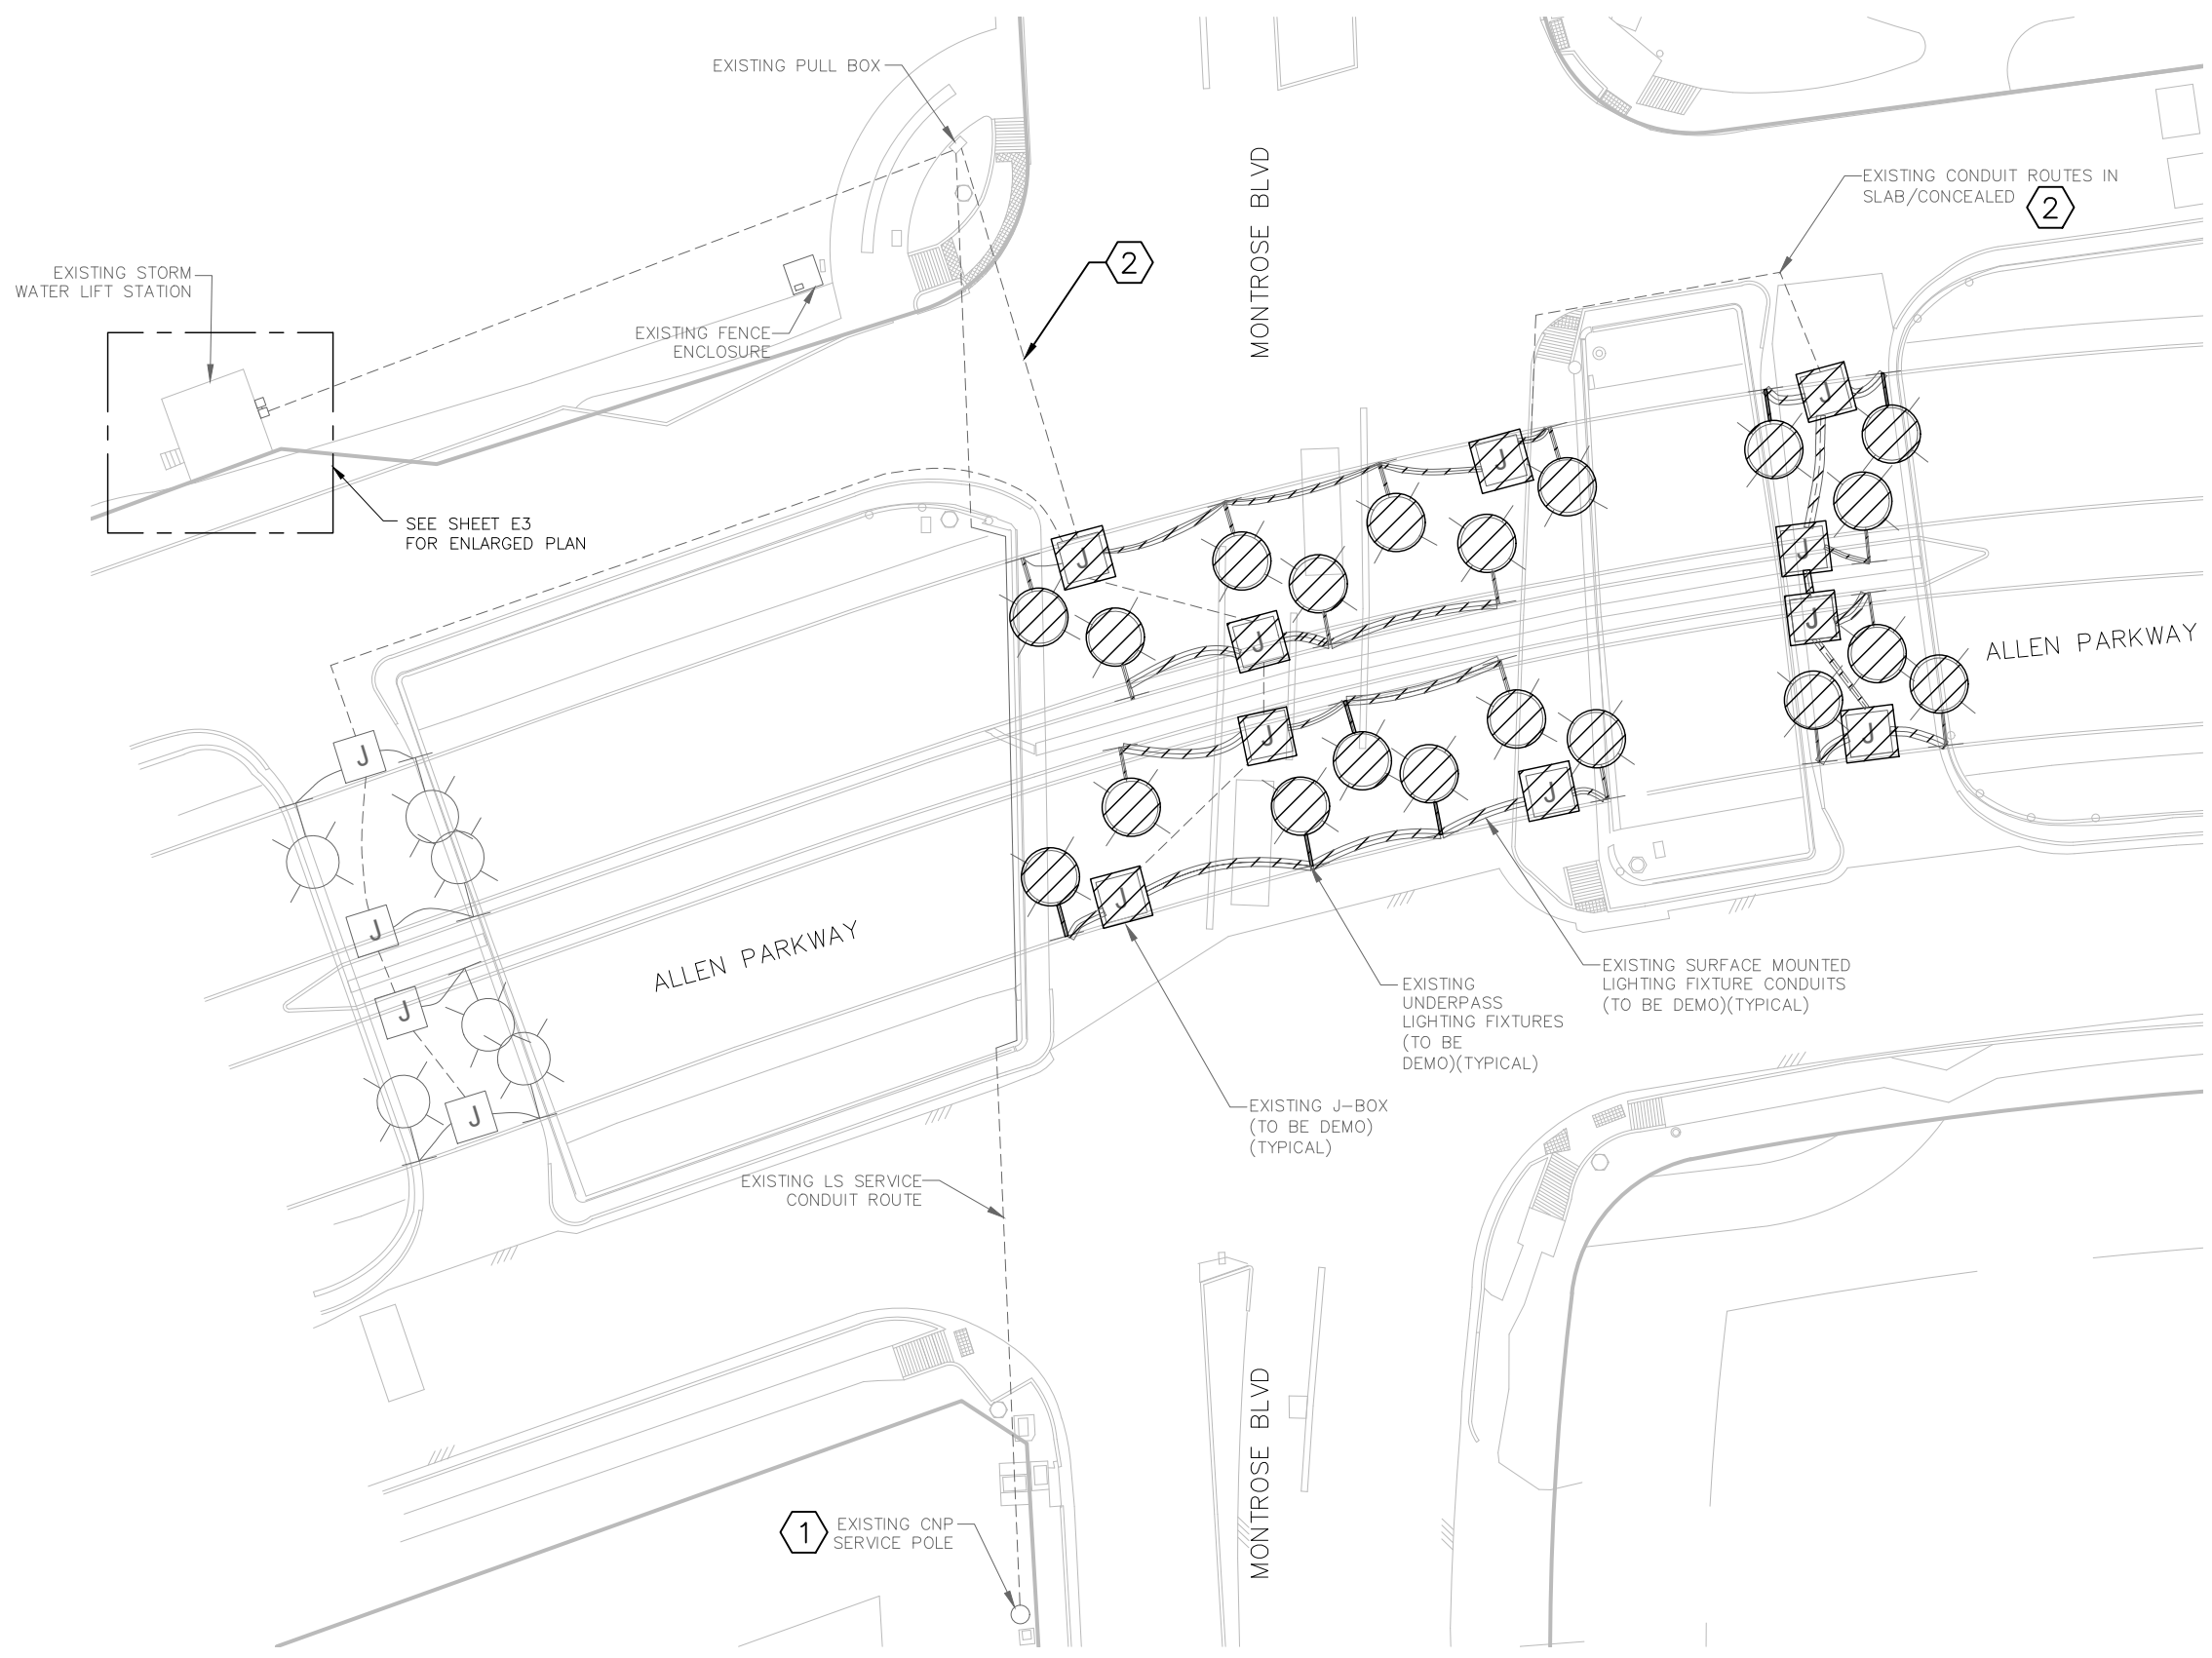 EXISTING PULL BOX
MONTROSE BLVD
EXISTING CONDUIT ROUTES IN
SLAB/CONCEALED
2
2
EXISTING STORM
WATER LIFT STATION
EXISTING FENCE
ENCLOSURE
SEE SHEET E3
FOR ENLARGED PLAN
J
J
J
J
J
J
J
J
J
J
ALLEN PARKWAY
J
J
J
J
ALLEN PARKWAY
EXISTING SURFACE MOUNTED
LIGHTING FIXTURE CONDUITS
(TO BE DEMO)(TYPICAL)
EXISTING
UNDERPASS
LIGHTING FIXTURES
(TO BE
DEMO)(TYPICAL)
EXISTING J-BOX
(TO BE DEMO)
(TYPICAL)
EXISTING LS SERVICE
CONDUIT ROUTE
MONTROSE BLVD
1
EXISTING CNP
SERVICE POLE